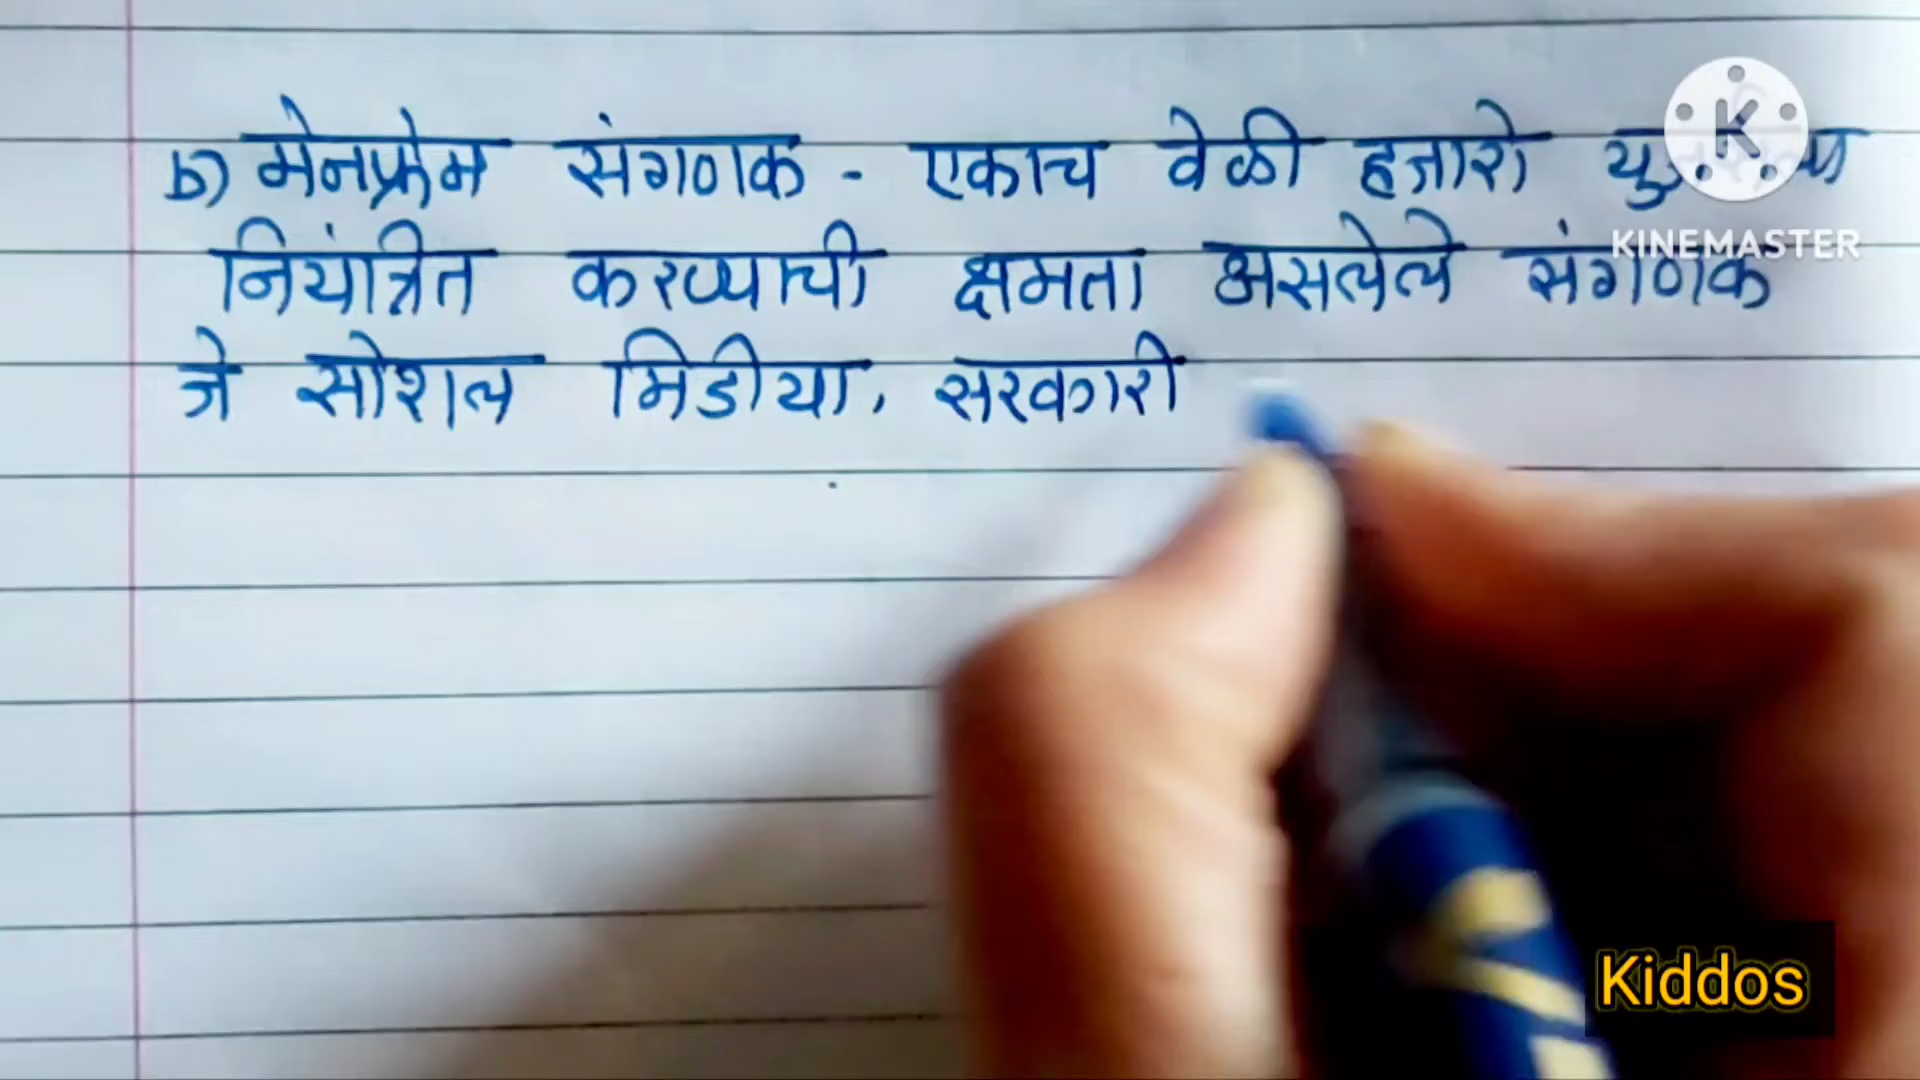 b) मेनफ्रेम संगणक - एकाच वेळी हजारो
नियंत्रित करण्याची क्षमता असलेले संगणक
जे सोशल मिडीया, सरकारी
K
KINEMASTER
Kiddos